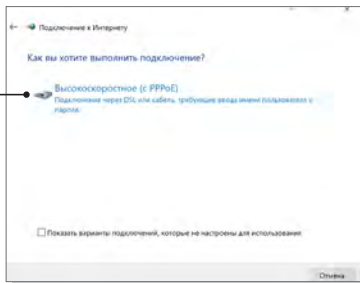 Подключение к Интернету
Как вы хотите выполнить подключение?
Высокоскоростное (с PPPoE)
Подключение через DSL или кабель, требующее ввода имени пользователя и
пароля.
Показать варианты подключений, которые не настроены для использования
Отмена